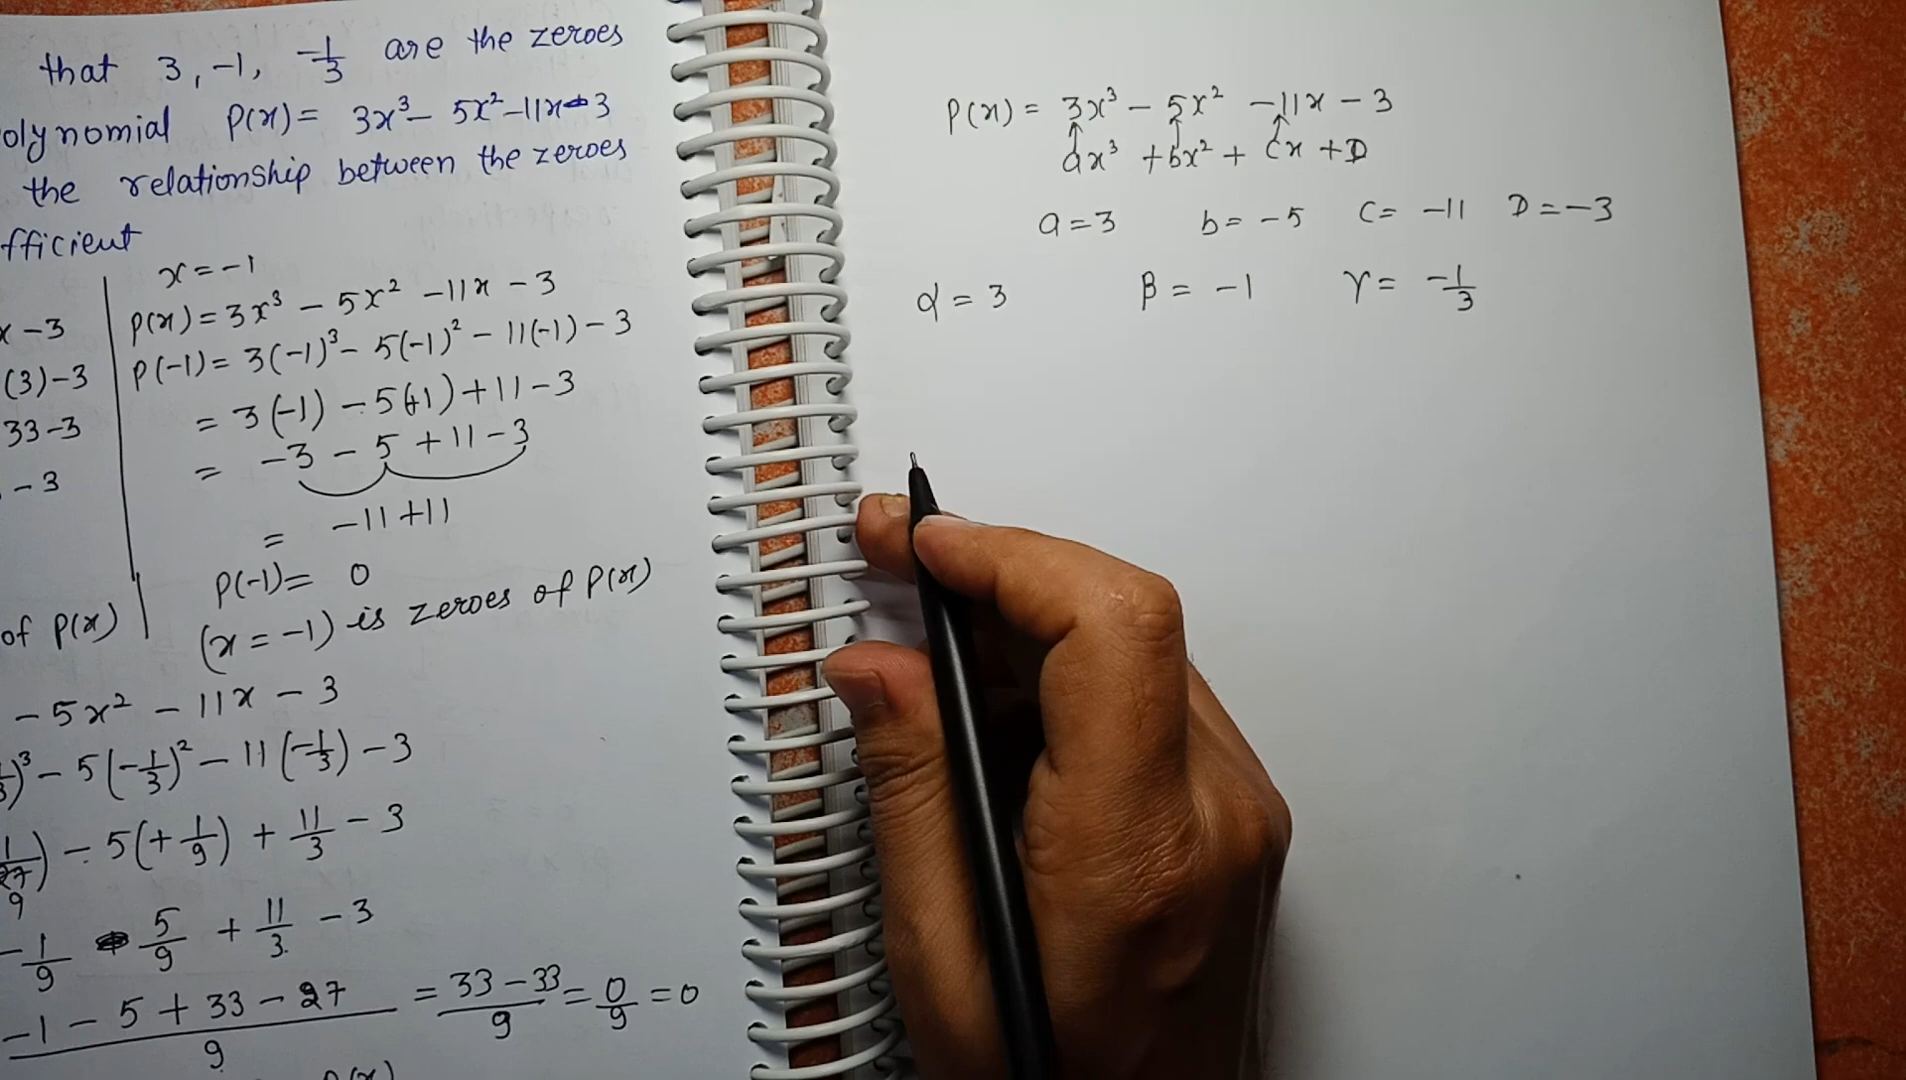 that 3, -1, -1/3 are the zeroes
olynomial P(x) = 3x³ - 5x² - 11x - 3
the relationship between the zeroes
fficient
x = -1
x - 3
P(x) = 3x³ - 5x² - 11x - 3
(3) - 3
P(-1) = 3(-1)³ - 5(-1)² - 11(-1) - 3
33 - 3
= 3(-1) - 5(+1) + 11 - 3
- 3
= -3 - 5 + 11 - 3
= -11 + 11
P(-1) = 0
of P(x)
(x = -1) is zeroes of P(x)
- 5x² - 11x - 3
)³ - 5(-1/3)² - 11(-1/3) - 3
1/27) - 5(+1/9) + 11/3 - 3
9
-1/9 - 5/9 + 11/3 - 3
(-1 - 5 + 33 - 27)/9 = (33 - 33)/9 = 0/9 = 0
P(x) = 3x³ - 5x² - 11x - 3
ax³ + bx² + cx + D
a = 3 b = -5 C = -11 D = -3
α = 3 β = -1 γ = -1/3